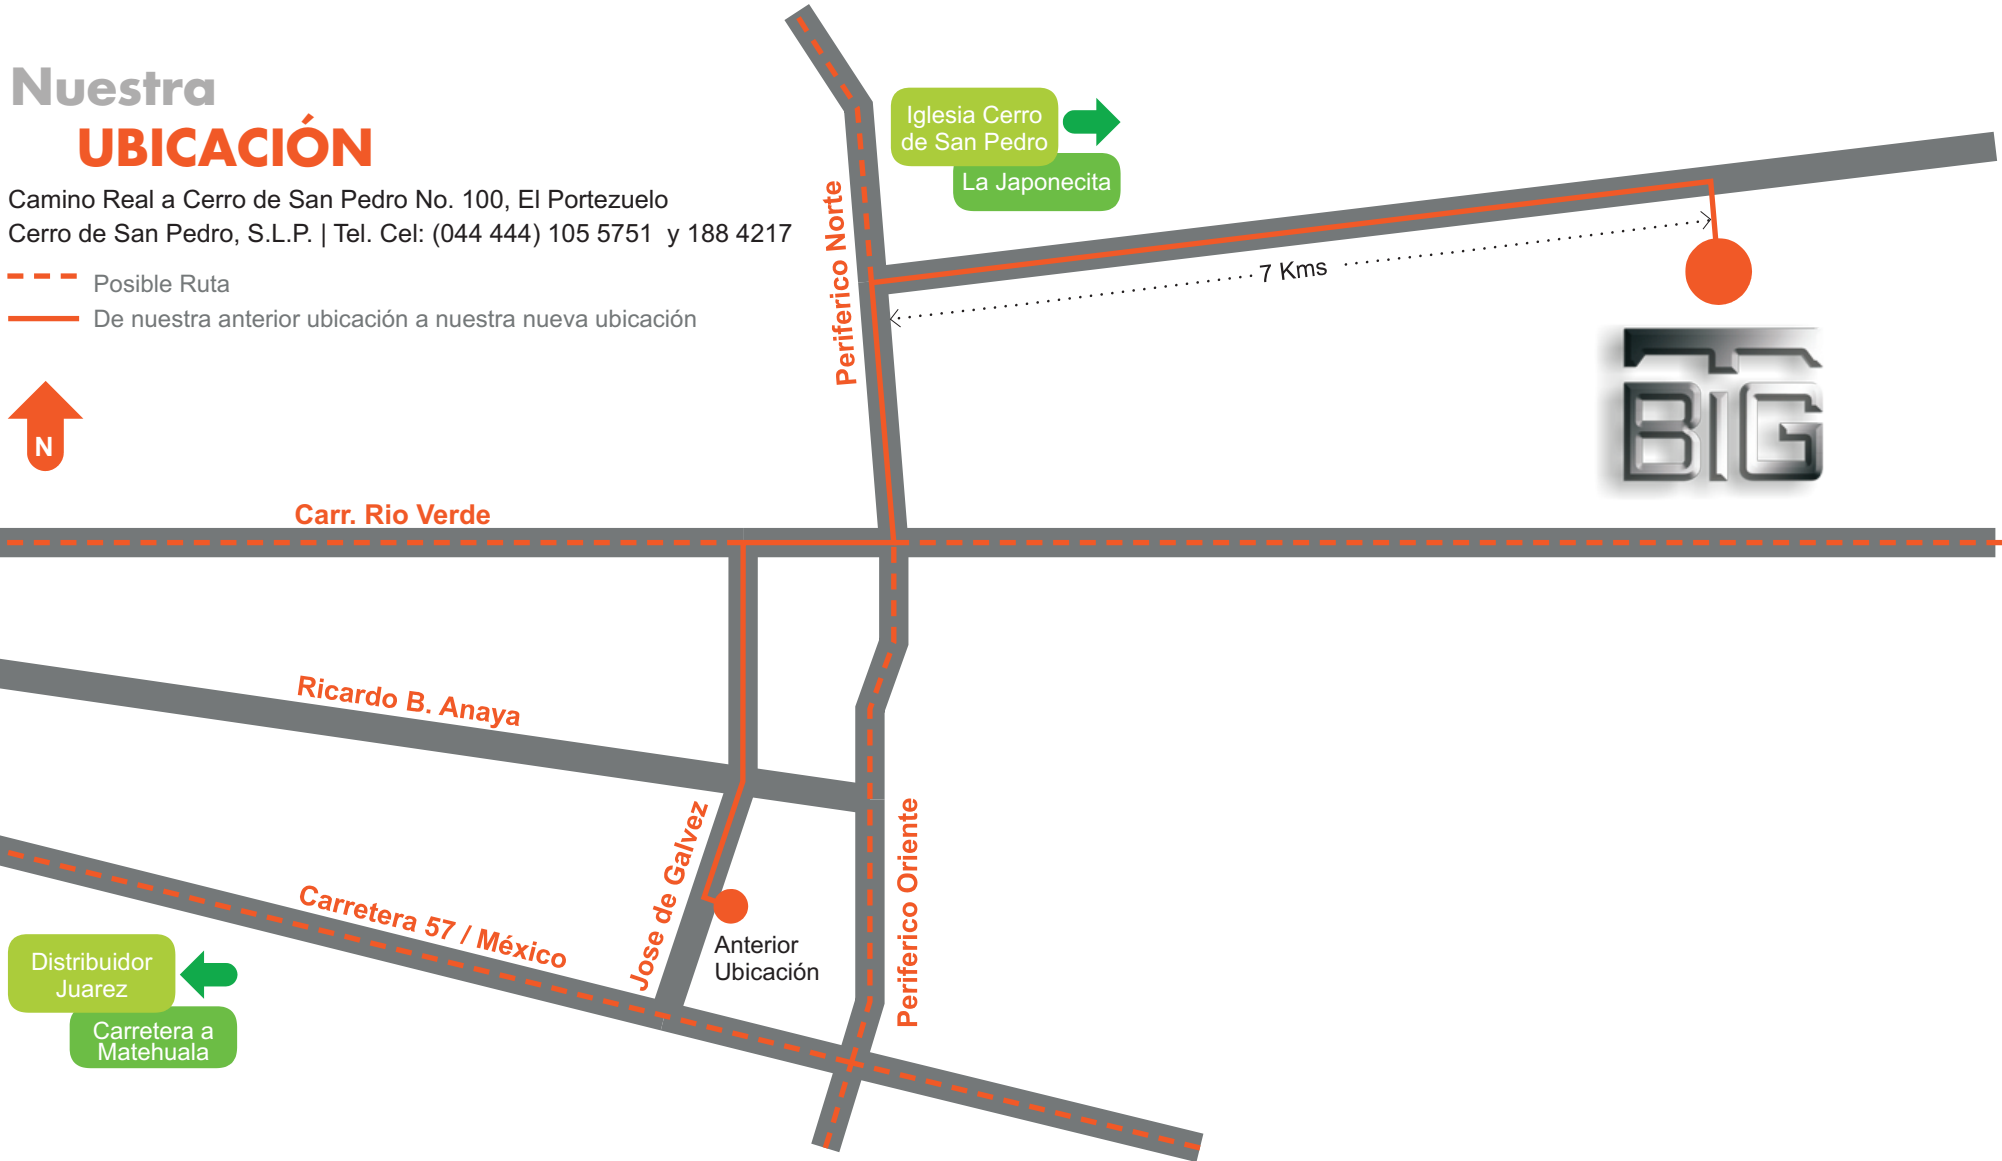 Nuestra
UBICACIÓN
Camino Real a Cerro de San Pedro No. 100, El Portezuelo
Cerro de San Pedro, S.L.P. | Tel. Cel: (044 444) 105 5751 y 188 4217
Posible Ruta
De nuestra anterior ubicación a nuestra nueva ubicación
N
Iglesia Cerro
de San Pedro
La Japonecita
Periferico Norte
7 Kms
BIG
Carr. Rio Verde
Ricardo B. Anaya
Jose de Galvez
Periferico Oriente
Carretera 57 / México
Anterior
Ubicación
Distribuidor
Juarez
Carretera a
Matehuala